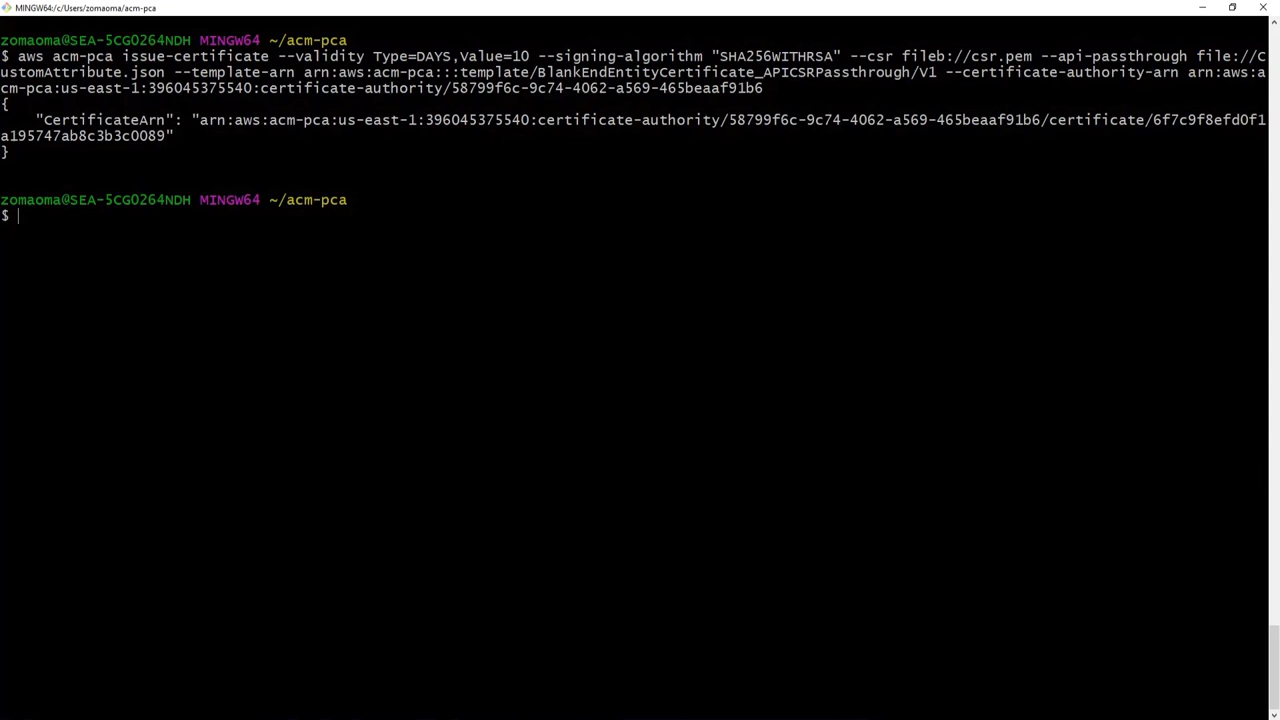 MINGW64:/c/Users/zomaoma/acm-pca
zomaoma@SEA-5CG0264NDH MINGW64 ~/acm-pca
$ aws acm-pca issue-certificate --validity Type=DAYS,Value=10 --signing-algorithm "SHA256WITHRSA" --csr fileb://csr.pem --api-passthrough file://C
ustomAttribute.json --template-arn arn:aws:acm-pca:::template/BlankEndEntityCertificate_APICSRPassthrough/V1 --certificate-authority-arn arn:aws:a
cm-pca:us-east-1:396045375540:certificate-authority/58799f6c-9c74-4062-a569-465beaaf91b6
{
    "CertificateArn": "arn:aws:acm-pca:us-east-1:396045375540:certificate-authority/58799f6c-9c74-4062-a569-465beaaf91b6/certificate/6f7c9f8efd0f1
a195747ab8c3b3c0089"
}
zomaoma@SEA-5CG0264NDH MINGW64 ~/acm-pca
$